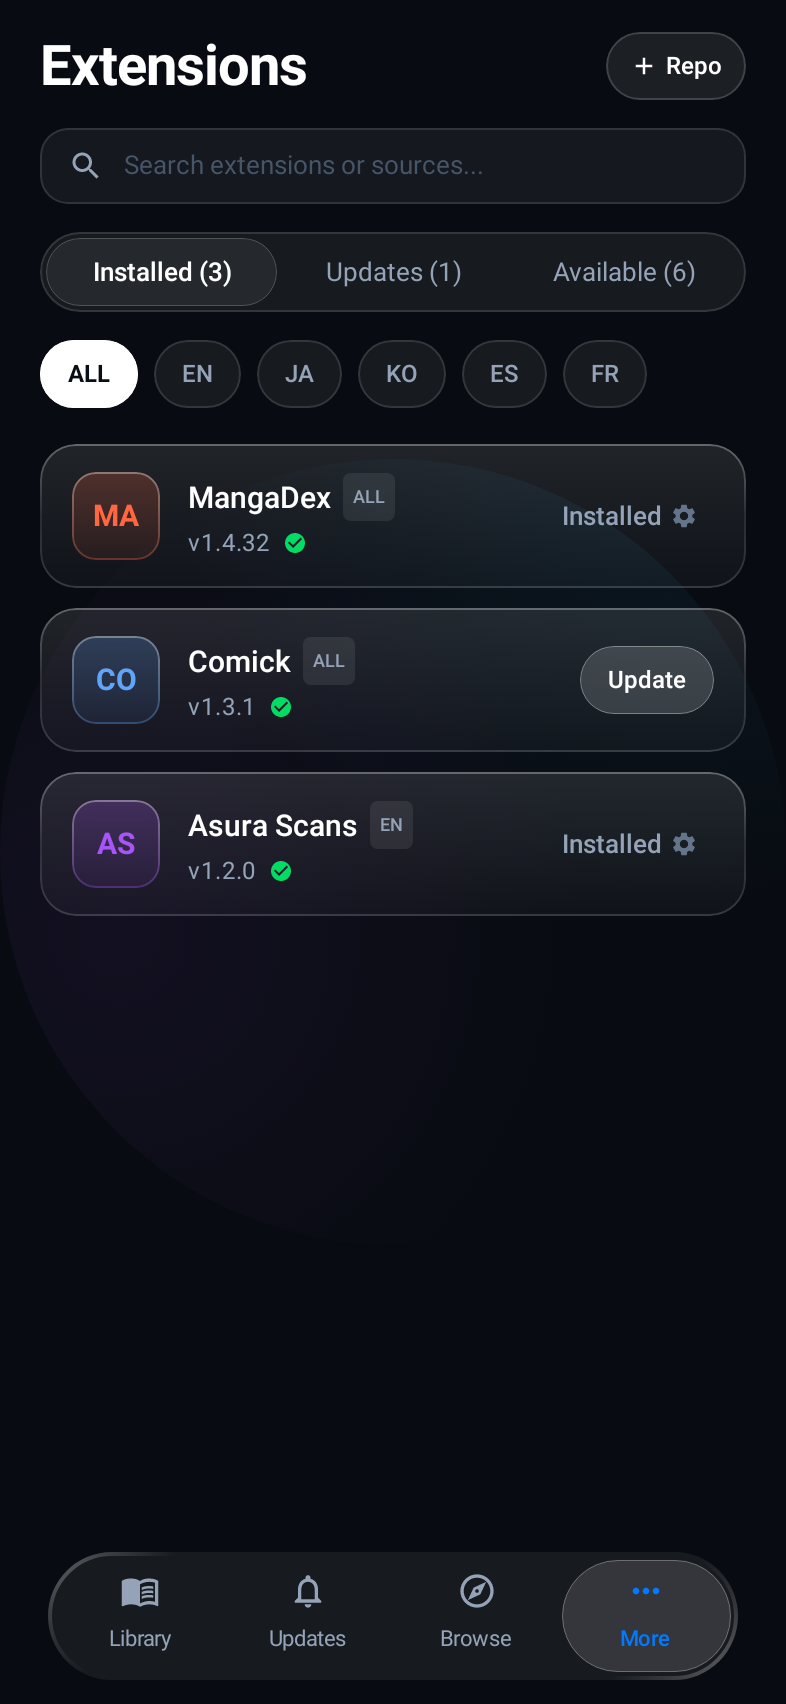 Extensions
+ Repo
Search extensions or sources...
Installed (3) Updates (1) Available (6)
ALL EN JA KO ES FR
MA
MangaDex ALL
v1.4.32
Installed
CO
Comick ALL
v1.3.1
Update
AS
Asura Scans EN
v1.2.0
Installed
Library Updates Browse More